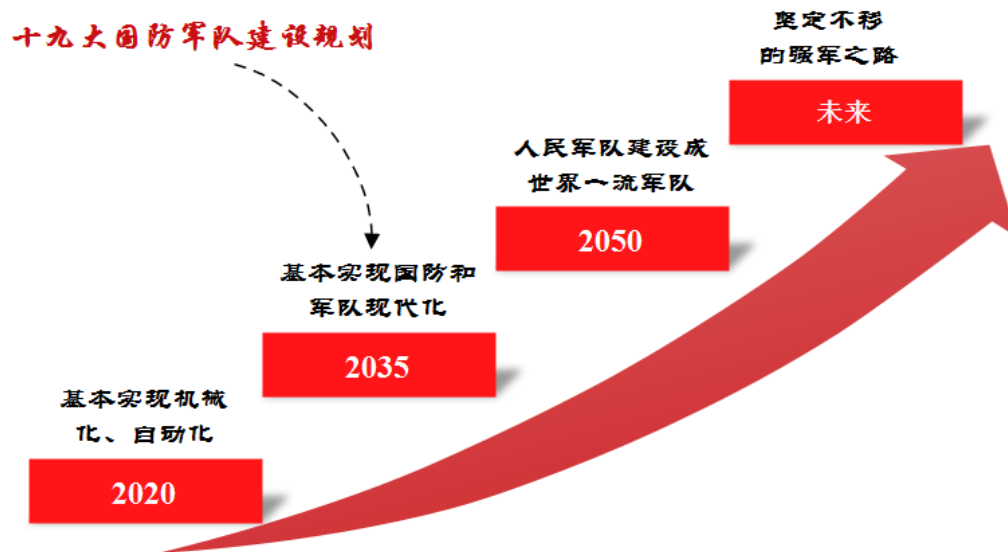 十九大国防军队建设规划
坚定不移
的强军之路
未来
人民军队建设成
世界一流军队
2050
基本实现国防和
军队现代化
2035
基本实现机械
化、自动化
2020